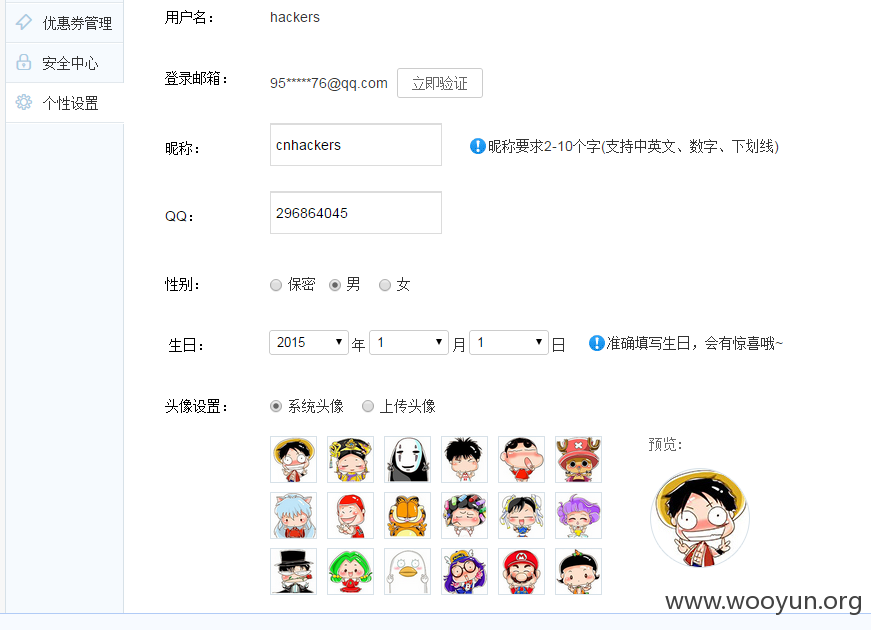 优惠券管理
安全中心
个性设置
用户名： hackers
登录邮箱： 95*****76@qq.com 立即验证
昵称： cnhackers 昵称要求2-10个字(支持中英文、数字、下划线)
QQ： 296864045
性别： 保密 男 女
生日： 2015 年 1 月 1 日 准确填写生日，会有惊喜哦~
头像设置： 系统头像 上传头像
预览：
www.wooyun.org